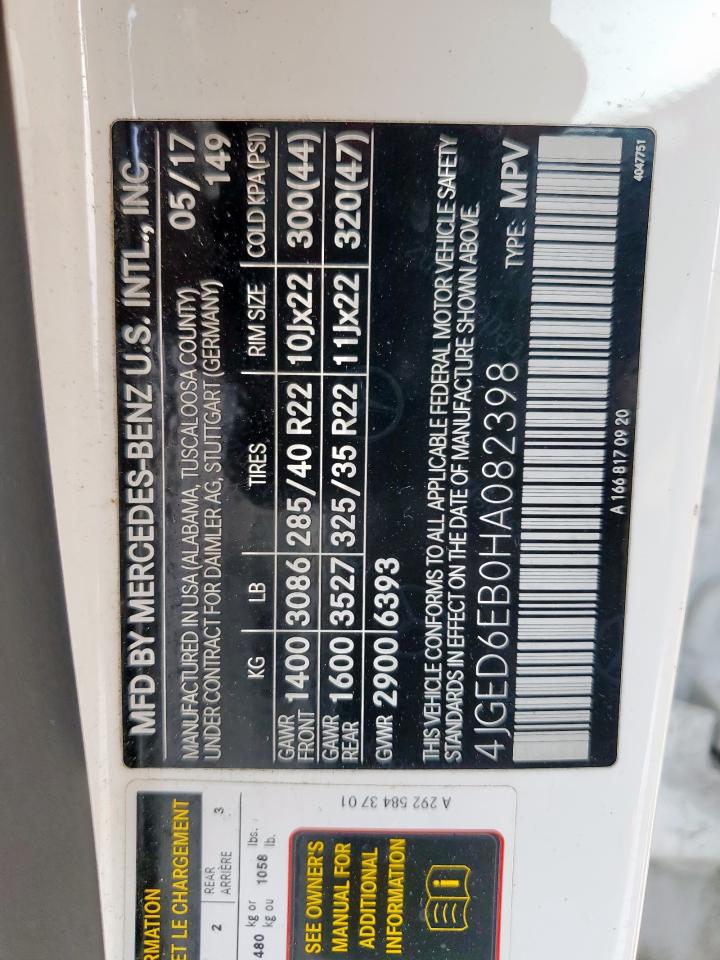 MFD BY MERCEDES-BENZ U.S. INTL., INC.
MANUFACTURED IN USA (ALABAMA, TUSCALOOSA COUNTY) 05/17
UNDER CONTRACT FOR DAIMLER AG, STUTTGART (GERMANY) 149
KG LB TIRES RIM SIZE COLD KPA(PSI)
GAWR FRONT 1400 3086 285/40 R22 10Jx22 300(44)
GAWR REAR 1600 3527 325/35 R22 11Jx22 320(47)
GVWR 2900 6393
THIS VEHICLE CONFORMS TO ALL APPLICABLE FEDERAL MOTOR VEHICLE SAFETY
STANDARDS IN EFFECT ON THE DATE OF MANUFACTURE SHOWN ABOVE.
4JGED6EB0HA082398 TYPE: MPV
A 166 817 09 20
4047751
RMATION
ET LE CHARGEMENT
2 REAR 3
ARRIÈRE
480 kg or 1058 lbs.
kg ou lb.
SEE OWNER'S
MANUAL FOR
ADDITIONAL
INFORMATION
A 292 584 37 01